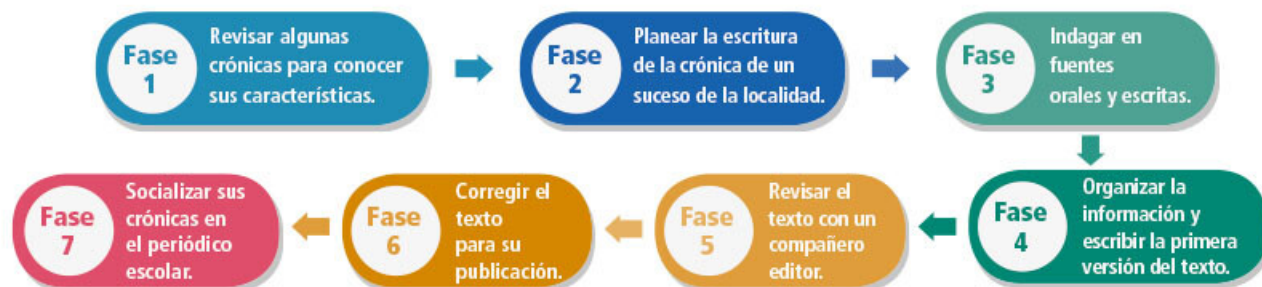 Fase
1
Revisar algunas
crónicas para conocer
sus características.
Fase
2
Planear la escritura
de la crónica de un
suceso de la localidad.
Fase
3
Indagar en
fuentes
orales y escritas.
Fase
4
Organizar la
información y
escribir la primera
versión del texto.
Fase
5
Revisar el
texto con un
compañero
editor.
Fase
6
Corregir el
texto
para su
publicación.
Fase
7
Socializar sus
crónicas en
el periódico
escolar.